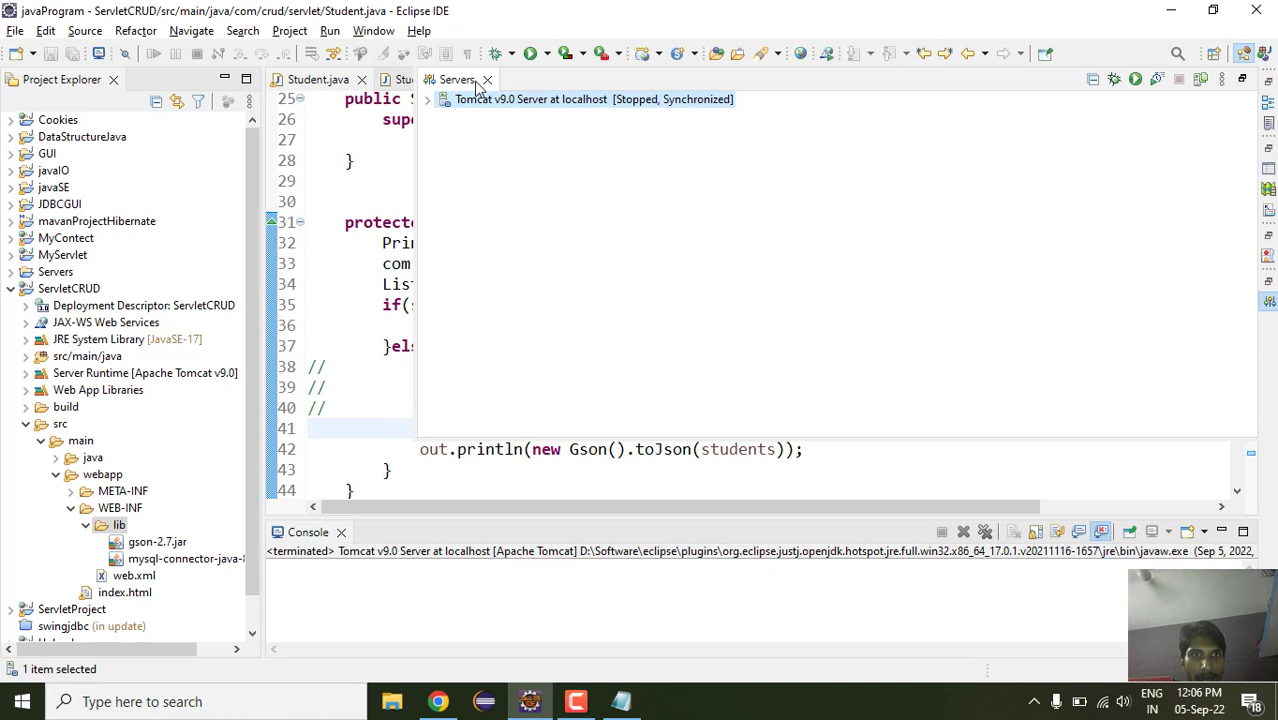 javaProgram - ServletCRUD/src/main/java/com/crud/servlet/Student.java - Eclipse IDE
File Edit Source Refactor Navigate Search Project Run Window Help
Project Explorer
Student.java
Stu
Servers
Tomcat v9.0 Server at localhost [Stopped, Synchronized]
Cookies
DataStructureJava
GUI
javaIO
javaSE
JDBCGUI
mavanProjectHibernate
MyContect
MyServlet
Servers
ServletCRUD
Deployment Descriptor: ServletCRUD
JAX-WS Web Services
JRE System Library [JavaSE-17]
src/main/java
Server Runtime [Apache Tomcat v9.0]
Web App Libraries
build
src
main
java
webapp
META-INF
WEB-INF
lib
gson-2.7.jar
mysql-connector-java-8
web.xml
index.html
ServletProject
swingjdbc (in update)
25 public S
26 supe
27
28 }
29
30
31 protecte
32 Prin
33 com
34 List
35 if(s
36
37 }els
38 //
39 //
40 //
41
42 out.println(new Gson().toJson(students));
43 }
44 }
Console
<terminated> Tomcat v9.0 Server at localhost [Apache Tomcat] D:\Software\eclipse\plugins\org.eclipse.justj.openjdk.hotspot.jre.full.win32.x86_64_17.0.1.v20211116-1657\jre\bin\javaw.exe (Sep 5, 2022,
1 item selected
Type here to search
ENG
IN
12:06 PM
05-Sep-22
18